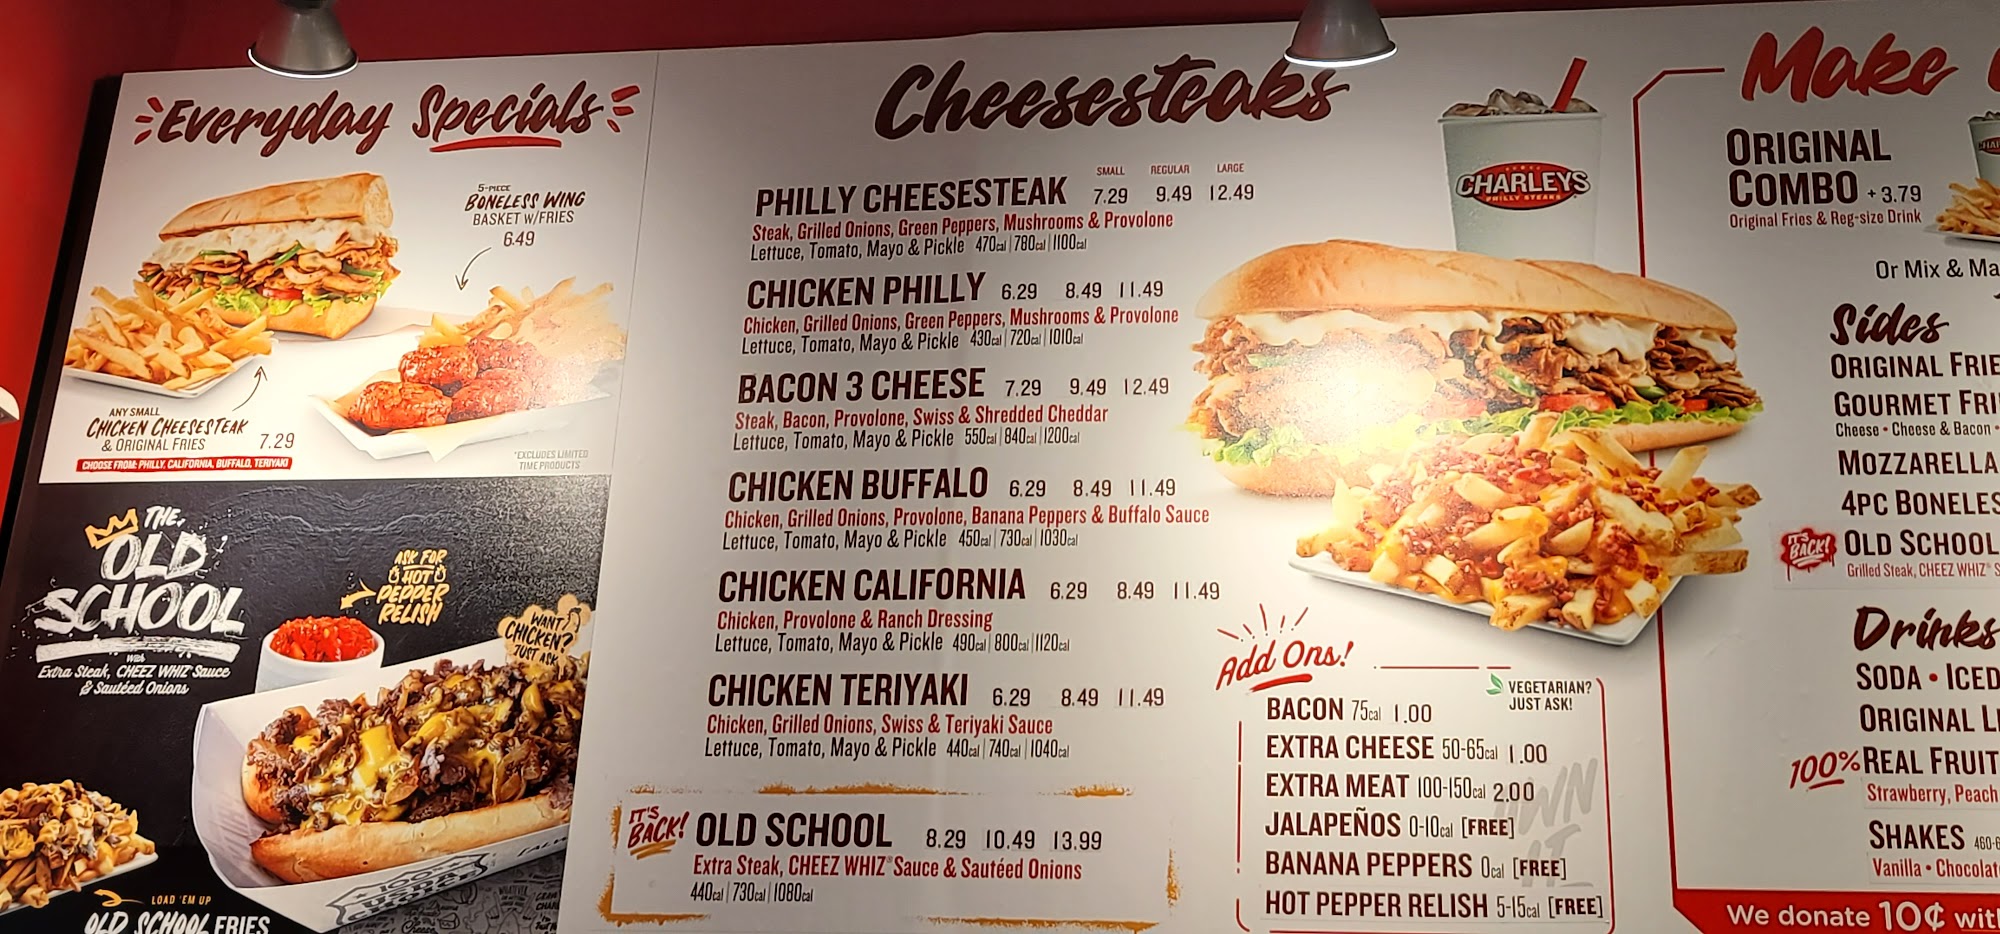 Everyday Specials
5-PIECE
BONELESS WING
BASKET W/FRIES
6.49
ANY SMALL
CHICKEN CHEESESTEAK
& ORIGINAL FRIES 7.29
CHOOSE FROM: PHILLY, CALIFORNIA, BUFFALO, TERIYAKI
*EXCLUDES LIMITED
TIME PRODUCTS
THE
OLD
SCHOOL
with
Extra Steak, CHEEZ WHIZ® Sauce
& Sautéed Onions
ASK FOR
HOT
PEPPER
RELISH
WANT
CHICKEN?
JUST ASK
LOAD 'EM UP
OLD SCHOOL FRIES
Cheesesteaks
SMALL REGULAR LARGE
PHILLY CHEESESTEAK 7.29 9.49 12.49
Steak, Grilled Onions, Green Peppers, Mushrooms & Provolone
Lettuce, Tomato, Mayo & Pickle 470cal | 780cal | 1100cal
CHICKEN PHILLY 6.29 8.49 11.49
Chicken, Grilled Onions, Green Peppers, Mushrooms & Provolone
Lettuce, Tomato, Mayo & Pickle 430cal | 720cal | 1010cal
BACON 3 CHEESE 7.29 9.49 12.49
Steak, Bacon, Provolone, Swiss & Shredded Cheddar
Lettuce, Tomato, Mayo & Pickle 550cal | 840cal | 1200cal
CHICKEN BUFFALO 6.29 8.49 11.49
Chicken, Grilled Onions, Provolone, Banana Peppers & Buffalo Sauce
Lettuce, Tomato, Mayo & Pickle 450cal | 730cal | 1030cal
CHICKEN CALIFORNIA 6.29 8.49 11.49
Chicken, Provolone & Ranch Dressing
Lettuce, Tomato, Mayo & Pickle 490cal | 800cal | 1120cal
CHICKEN TERIYAKI 6.29 8.49 11.49
Chicken, Grilled Onions, Swiss & Teriyaki Sauce
Lettuce, Tomato, Mayo & Pickle 440cal | 740cal | 1040cal
IT'S
BACK!
OLD SCHOOL 8.29 10.49 13.99
Extra Steak, CHEEZ WHIZ® Sauce & Sautéed Onions
440cal | 730cal | 1080cal
CHARLEYS
PHILLY STEAKS
Add Ons!
VEGETARIAN?
JUST ASK!
BACON 75cal 1.00
EXTRA CHEESE 50-65cal 1.00
EXTRA MEAT 100-150cal 2.00
JALAPEÑOS 0-10cal [FREE]
BANANA PEPPERS 0cal [FREE]
HOT PEPPER RELISH 5-15cal [FREE]
Make
ORIGINAL
COMBO +3.79
Original Fries & Reg-size Drink
Or Mix & Ma
Sides
ORIGINAL FRIE
GOURMET FRI
Cheese • Cheese & Bacon •
MOZZARELLA
4PC BONELES
IT'S
BACK!
OLD SCHOOL
Grilled Steak, CHEEZ WHIZ® S
Drinks
SODA • ICED
ORIGINAL L
100% REAL FRUIT
Strawberry, Peach
SHAKES 460-6
Vanilla • Chocolat
We donate 10¢ wit